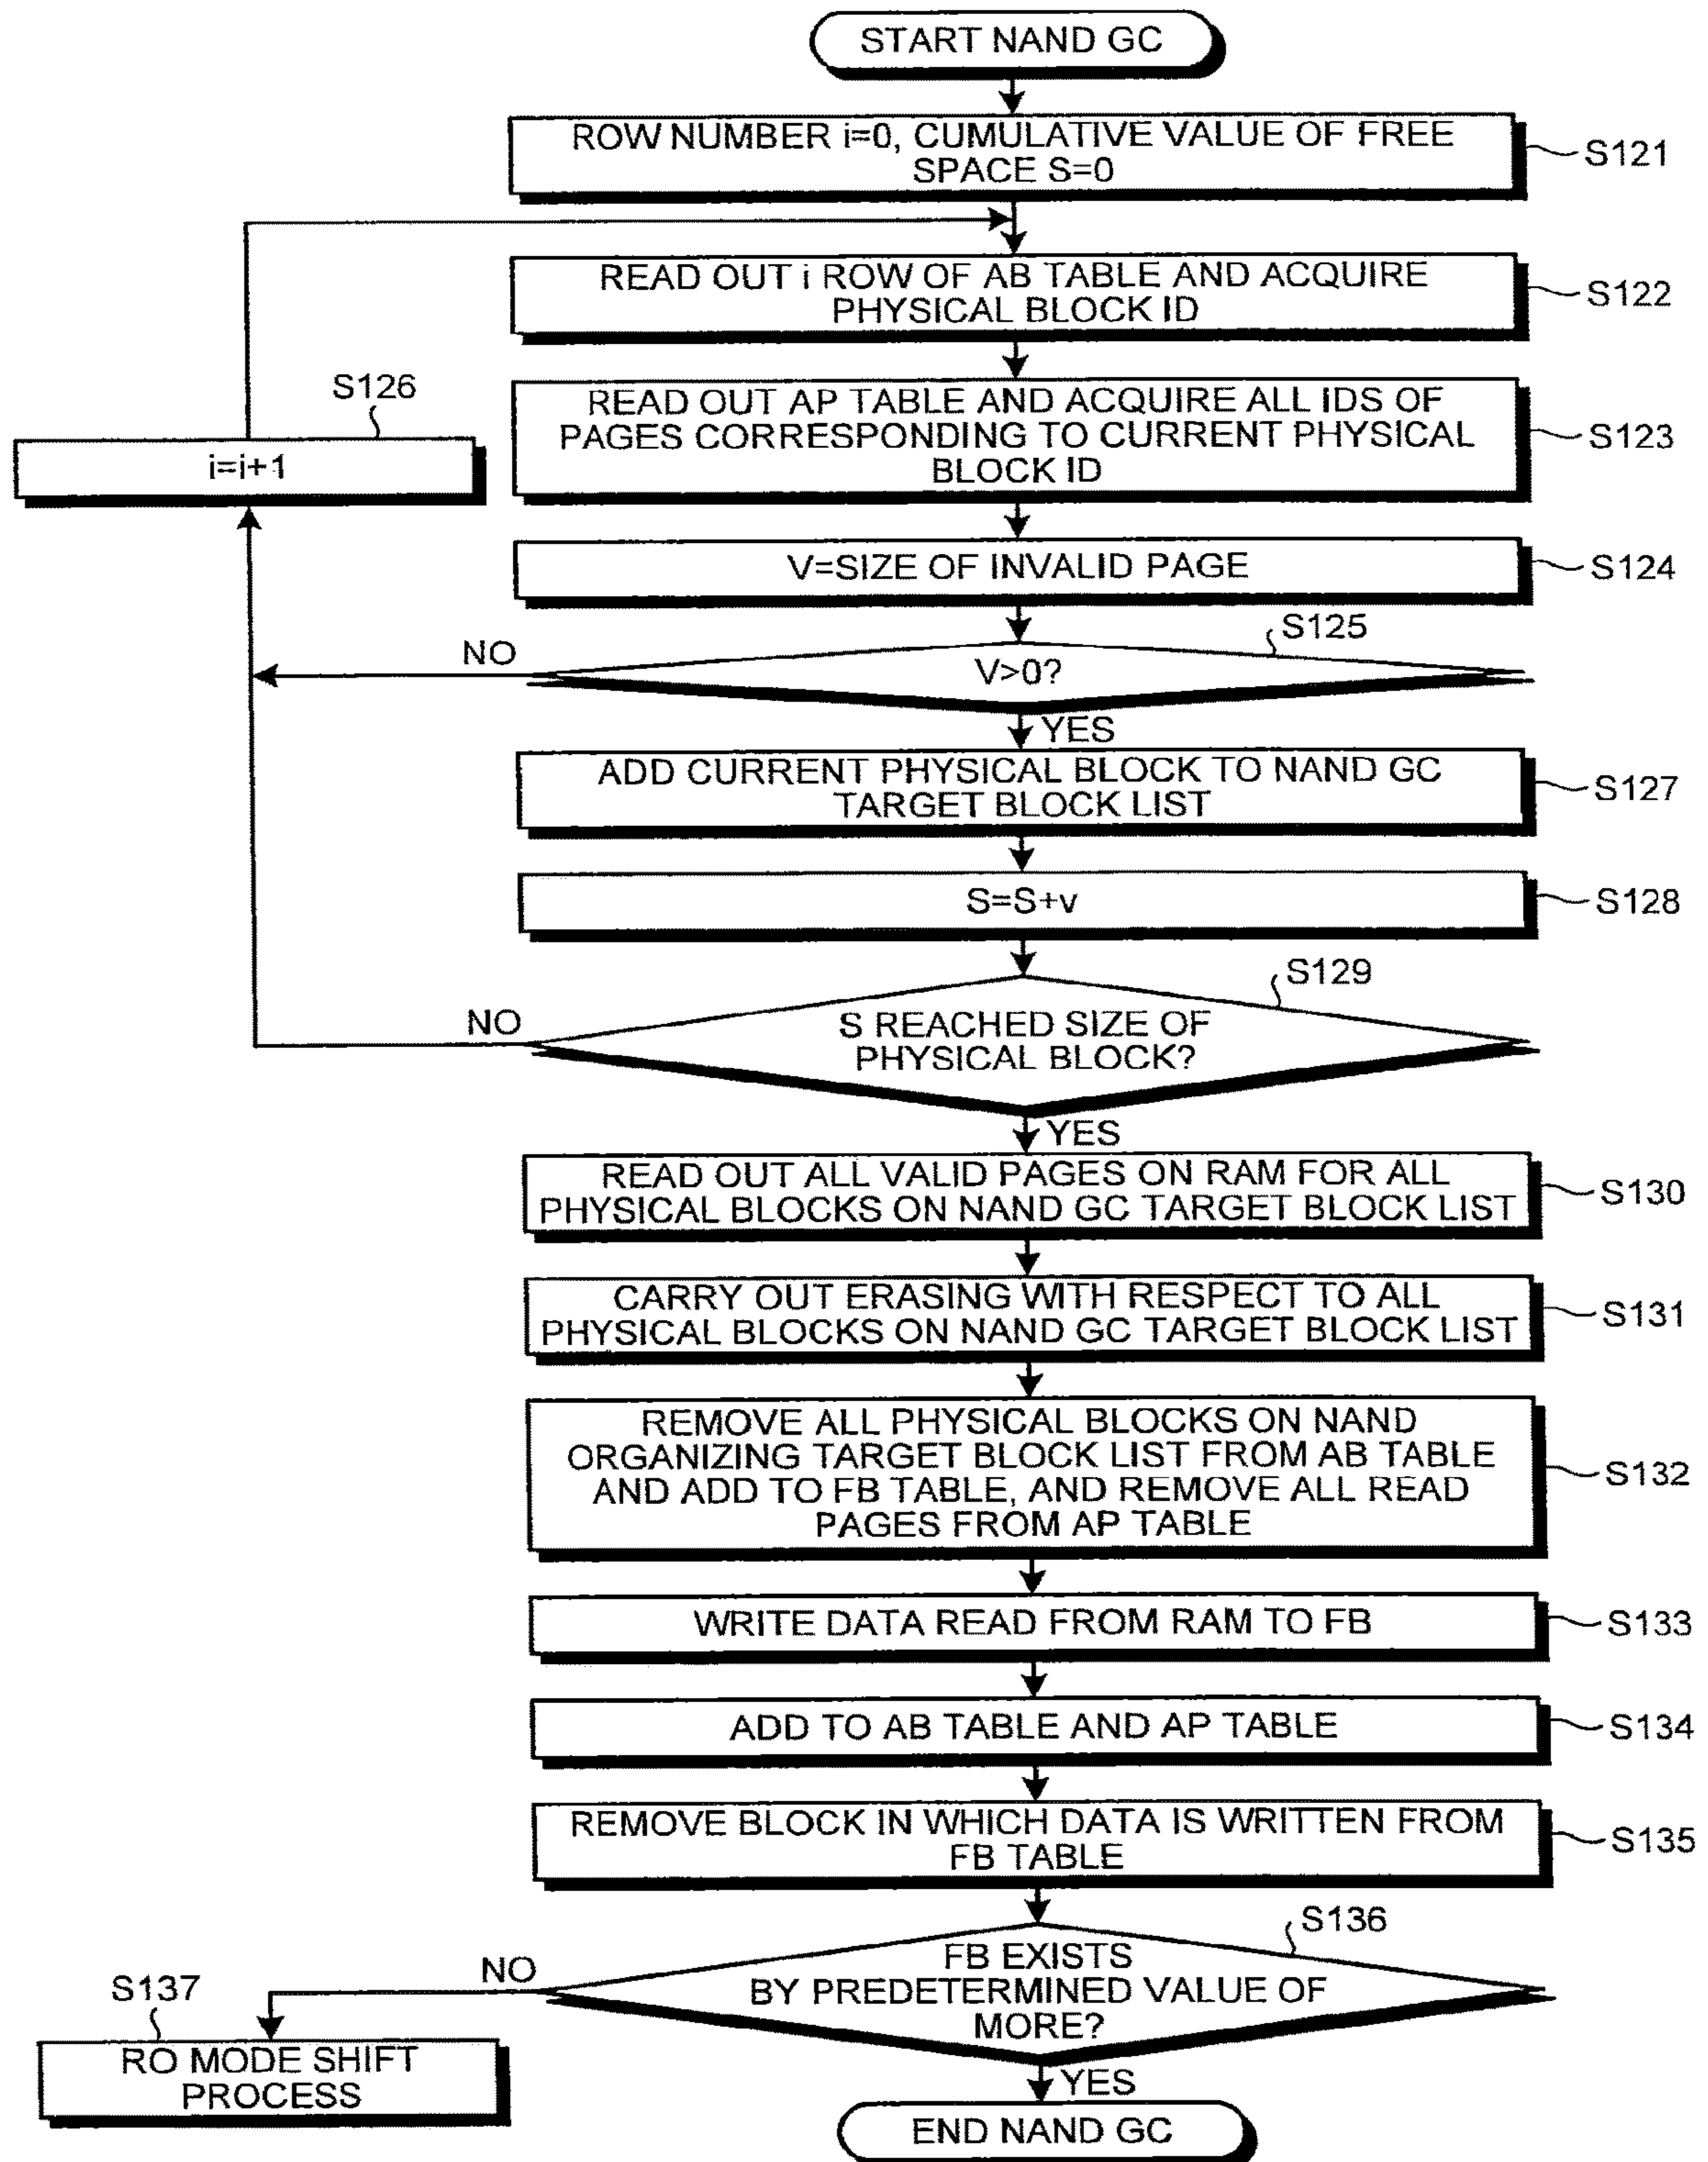 START NAND GC
ROW NUMBER i=0, CUMULATIVE VALUE OF FREE
SPACE S=0
S121
READ OUT i ROW OF AB TABLE AND ACQUIRE
PHYSICAL BLOCK ID
S122
S126
i=i+1
READ OUT AP TABLE AND ACQUIRE ALL IDS OF
PAGES CORRESPONDING TO CURRENT PHYSICAL
BLOCK ID
S123
V=SIZE OF INVALID PAGE
S124
S125
NO
V>0?
YES
ADD CURRENT PHYSICAL BLOCK TO NAND GC
TARGET BLOCK LIST
S127
S=S+v
S128
S129
NO
S REACHED SIZE OF
PHYSICAL BLOCK?
YES
READ OUT ALL VALID PAGES ON RAM FOR ALL
PHYSICAL BLOCKS ON NAND GC TARGET BLOCK LIST
S130
CARRY OUT ERASING WITH RESPECT TO ALL
PHYSICAL BLOCKS ON NAND GC TARGET BLOCK LIST
S131
REMOVE ALL PHYSICAL BLOCKS ON NAND
ORGANIZING TARGET BLOCK LIST FROM AB TABLE
AND ADD TO FB TABLE, AND REMOVE ALL READ
PAGES FROM AP TABLE
S132
WRITE DATA READ FROM RAM TO FB
S133
ADD TO AB TABLE AND AP TABLE
S134
REMOVE BLOCK IN WHICH DATA IS WRITTEN FROM
FB TABLE
S135
S136
NO
FB EXISTS
BY PREDETERMINED VALUE OF
MORE?
S137
RO MODE SHIFT
PROCESS
YES
END NAND GC